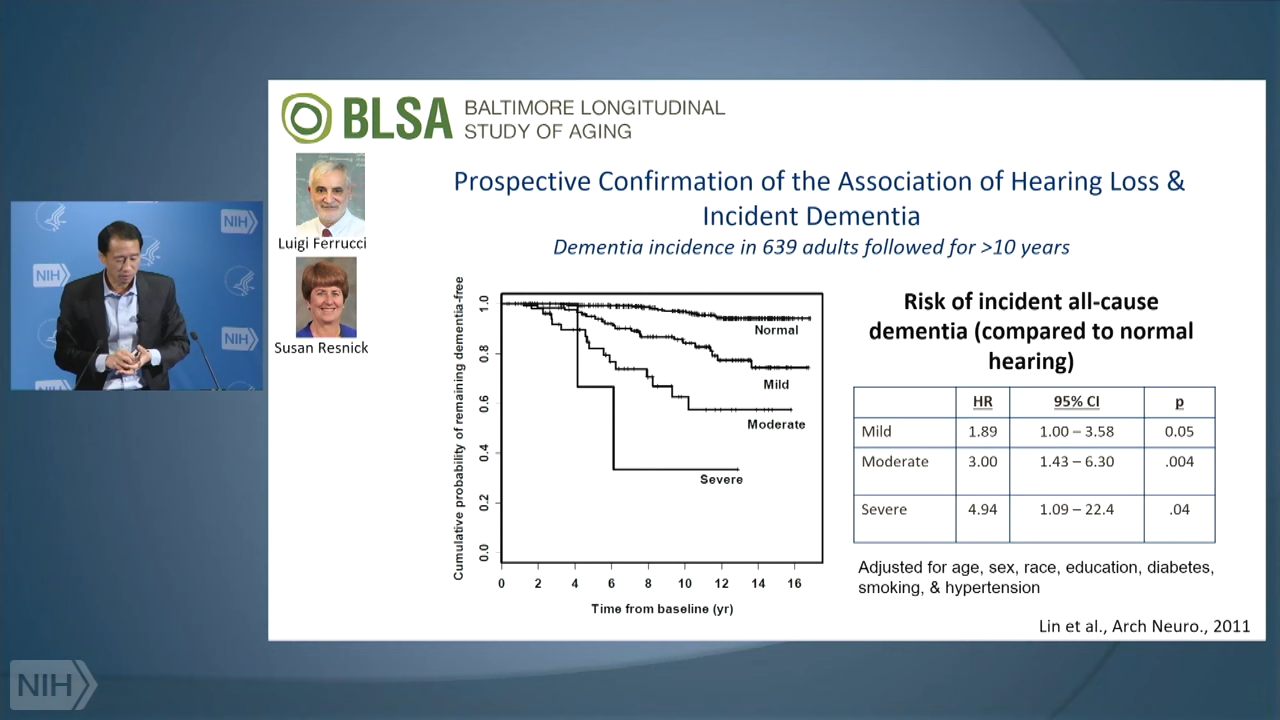 BLSA
BALTIMORE LONGITUDINAL
STUDY OF AGING
Luigi Ferrucci
Susan Resnick
Prospective Confirmation of the Association of Hearing Loss &
Incident Dementia
Dementia incidence in 639 adults followed for >10 years
Cumulative probability of remaining dementia-free
1.0
0.8
0.6
0.4
0.2
0.0
Normal
Mild
Moderate
Severe
0 2 4 6 8 10 12 14 16
Time from baseline (yr)
Risk of incident all-cause
dementia (compared to normal
hearing)
HR 95% CI p
Mild 1.89 1.00 – 3.58 0.05
Moderate 3.00 1.43 – 6.30 .004
Severe 4.94 1.09 – 22.4 .04
Adjusted for age, sex, race, education, diabetes,
smoking, & hypertension
Lin et al., Arch Neuro., 2011
NIH
NIH
NIH
NIH
NIH